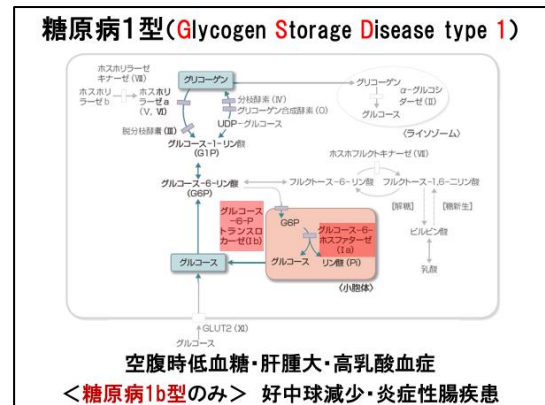 糖原病1型(Glycogen Storage Disease type 1)
ホスホリラーゼ
キナーゼ(Ⅷ)
ホスホリ
ラーゼb
ホスホリ
ラーゼa
(Ⅴ, Ⅵ)
グリコーゲン
分枝酵素(Ⅳ)
グリコーゲン合成酵素(0)
UDP-グルコース
脱分枝酵素(Ⅲ)
グルコース-1-リン酸
(G1P)
グリコーゲン
α-グルコシ
ダーゼ(Ⅱ)
グルコース
〈ライソゾーム〉
グルコース-6-リン酸
(G6P)
ホスホフルクトキナーゼ(Ⅶ)
フルクトース-6-リン酸
フルクトース-1,6-ニリン酸
[解糖]
[糖新生]
ピルビン酸
乳酸
グルコース
-6-P
トランスロ
カーゼ(Ⅰb)
G6P
グルコース-6-
ホスファターゼ
(Ⅰa)
グルコース
リン酸(Pi)
〈小胞体〉
グルコース
GLUT2(Ⅺ)
グルコース
空腹時低血糖・肝腫大・高乳酸血症
＜糖原病1b型のみ＞ 好中球減少・炎症性腸疾患